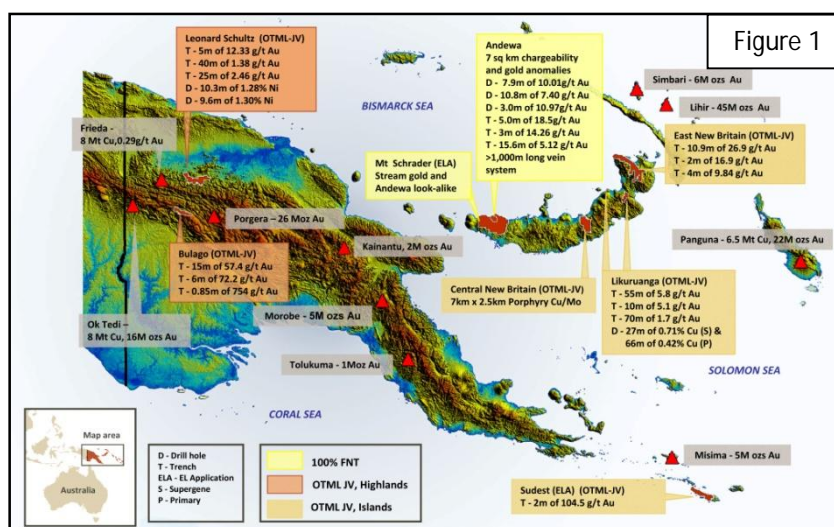 Figure 1
Leonard Schultz (OTML-JV)
T - 5m of 12.33 g/t Au
T - 40m of 1.38 g/t Au
T - 25m of 2.46 g/t Au
D - 10.3m of 1.28% Ni
D - 9.6m of 1.30% Ni
Andewa
7 sq km chargeability
and gold anomalies
D - 7.9m of 10.01g/t Au
D - 10.8m of 7.40 g/t Au
D - 3.0m of 10.97g/t Au
T - 5.0m of 18.5g/t Au
T - 3m of 14.26 g/t Au
T - 15.6m of 5.12 g/t Au
>1,000m long vein
system
BISMARCK SEA
Simbari - 6M ozs Au
Lihir - 45M ozs Au
Frieda -
8 Mt Cu,0.29g/t Au
East New Britain (OTML-JV)
T - 10.9m of 26.9 g/t Au
T - 2m of 16.9 g/t Au
T - 4m of 9.84 g/t Au
Mt Schrader (ELA)
Stream gold and
Andewa look-alike
Porgera – 26 Moz Au
Kainantu, 2M ozs Au
Panguna - 6.5 Mt Cu, 22M ozs Au
Bulago (OTML-JV)
T - 15m of 57.4 g/t Au
T - 6m of 72.2 g/t Au
T - 0.85m of 754 g/t Au
Central New Britain (OTML-JV)
7km x 2.5km Porphyry Cu/Mo
Likuruanga (OTML-JV)
T - 55m of 5.8 g/t Au
T - 10m of 5.1 g/t Au
T - 70m of 1.7 g/t Au
D - 27m of 0.71% Cu (S) &
66m of 0.42% Cu (P)
Morobe - 5M ozs Au
Ok Tedi -
8 Mt Cu, 16M ozs Au
Tolukuma - 1Moz Au
SOLOMON SEA
CORAL SEA
Map area
Australia
D - Drill hole
T - Trench
ELA - EL Application
S - Supergene
P - Primary
100% FNT
OTML JV, Highlands
OTML JV, Islands
Misima – 5M ozs Au
Sudest (ELA) (OTML-JV)
T - 2m of 104.5 g/t Au